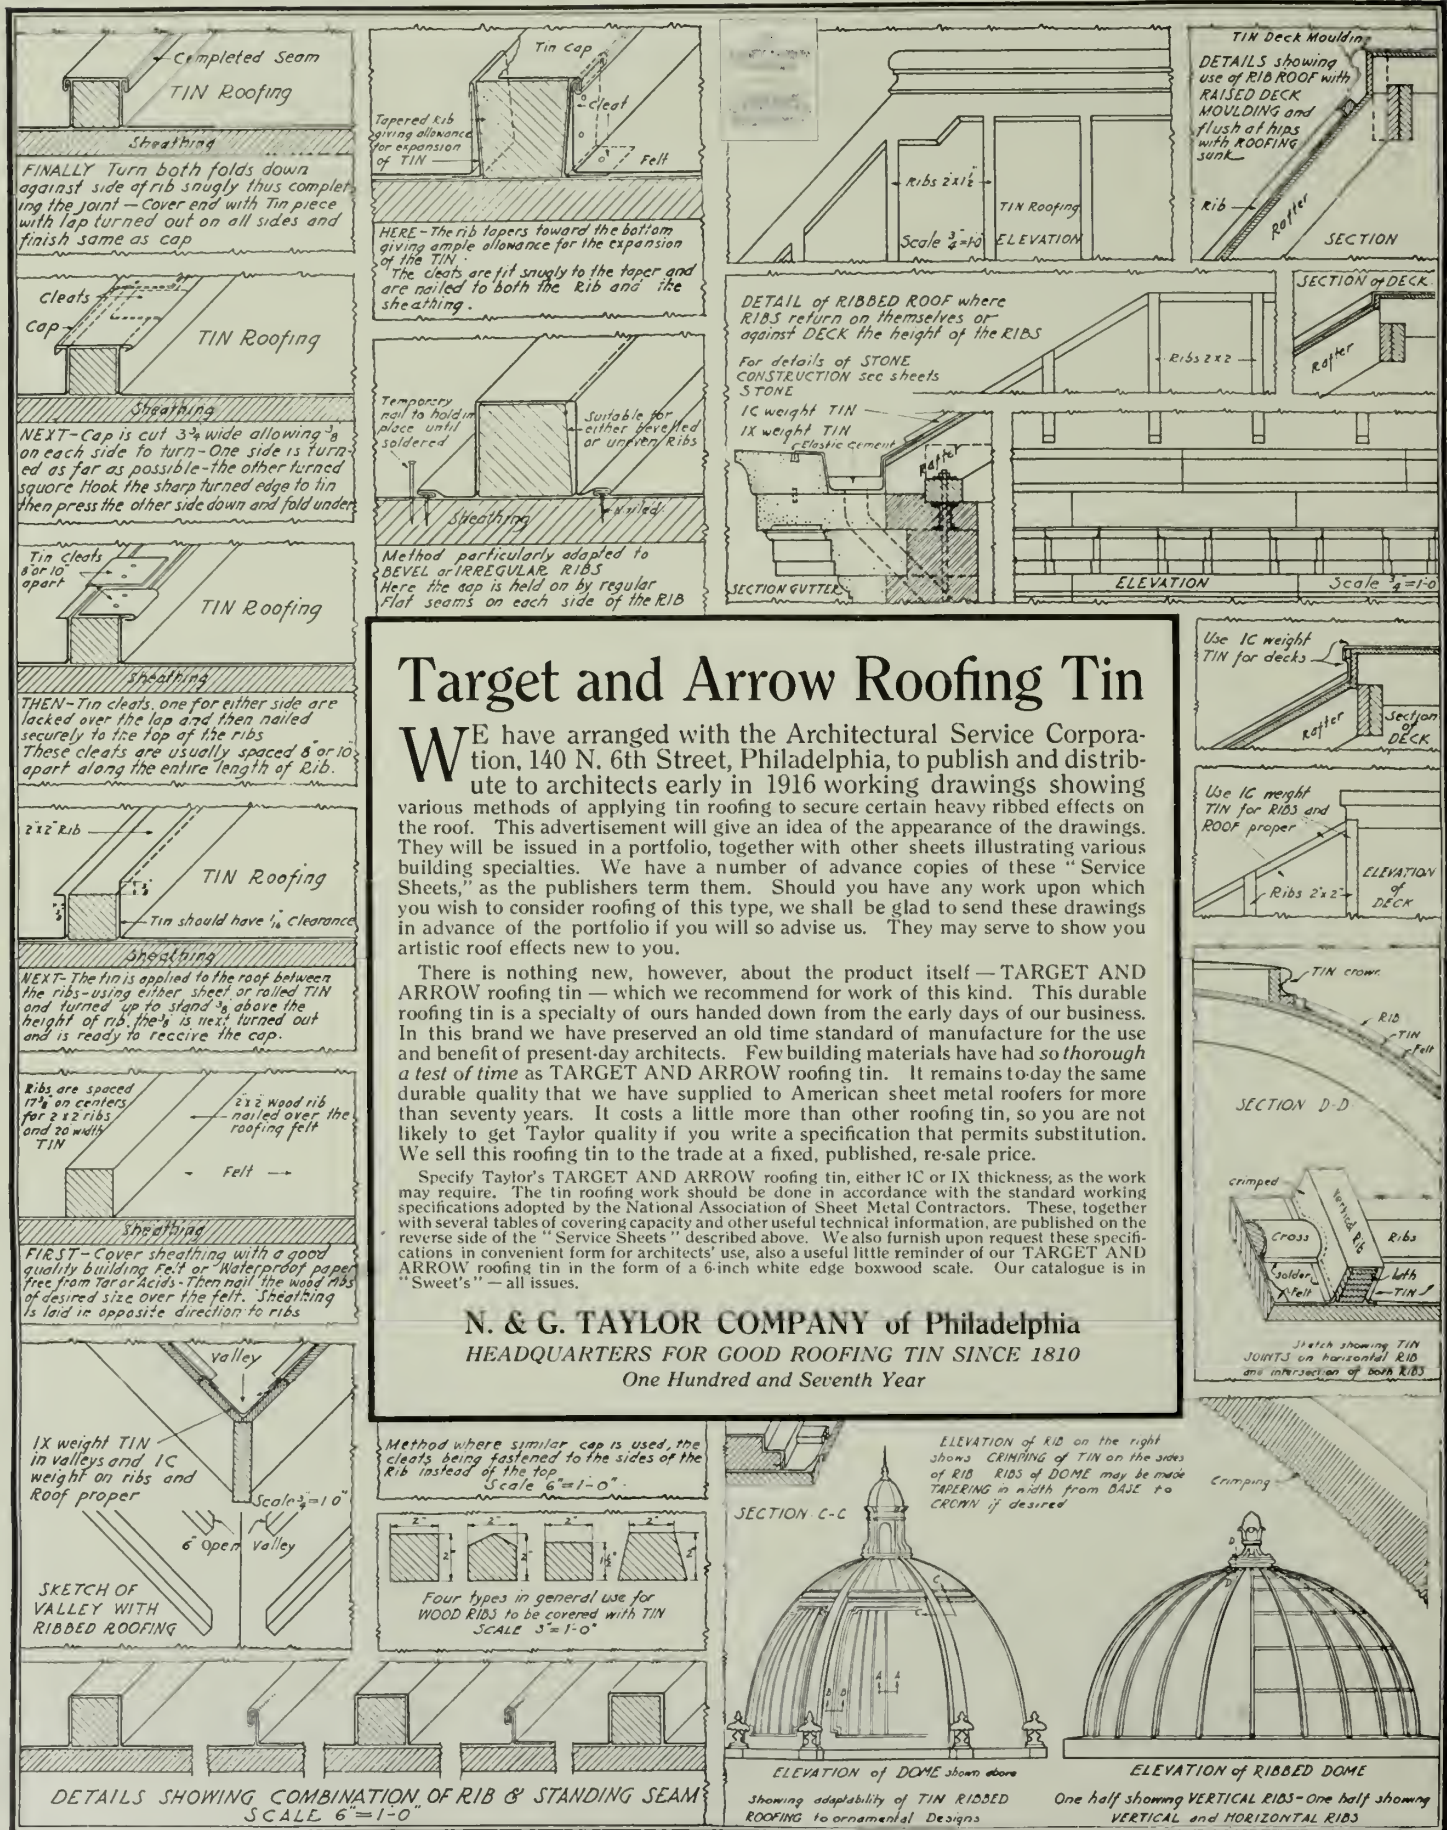 Completed Seam
TIN Roofing
Sheathing
FINALLY Turn both folds down
against side of rib snugly thus complet-
ing the joint — Cover end with Tin piece
with lap turned out on all sides and
finish same as cap
Cleats
Cap
TIN Roofing
Sheathing
NEXT-Cap is cut 3¾" wide allowing ⅜"
on each side to turn-One side is turn-
ed as far as possible-the other turned
square Hook the sharp turned edge to tin
then press the other side down and fold under
Tin Cleats
8" or 10"
apart
TIN Roofing
Sheathing
THEN-Tin cleats, one for either side are
lacked over the lap and then nailed
securely to the top of the ribs
These cleats are usually spaced 8" or 10"
apart along the entire length of Rib.
2"x2" Rib
TIN Roofing
Tin should have 1/16" Clearance
Sheathing
NEXT- The tin is applied to the roof between
the ribs-using either sheet or rolled TIN
and turned up to stand ⅜" above the
height of rib. the ⅜" is next turned out
and is ready to receive the cap.
Ribs are spaced
17⅜" on centers
for 2"x2" ribs
and 20" width
TIN
2"x2" wood rib
nailed over the
roofing felt
Felt
Sheathing
FIRST-Cover sheathing with a good
quality building Felt or Waterproof paper
free from Tar or Acids-Then nail the wood ribs
of desired size over the felt. Sheathing
is laid in opposite direction to ribs
Valley
IX weight TIN
in valleys and IC
weight on ribs and
Roof proper
Scale ¾"=1'0"
6" Open Valley
SKETCH OF
VALLEY WITH
RIBBED ROOFING
Tin Cap
Cleat
Tapered Rib
giving allowance
for expansion
of TIN
Felt
HERE-The rib tapers toward the bottom
giving ample allowance for the expansion
of the TIN.
The cleats are fit snugly to the taper and
are nailed to both the Rib and the
sheathing.
Temporary
nail to hold in
place until
soldered
Suitable for
either bevelled
or uneven Ribs
Sheathing
Nailed
Method particularly adapted to
BEVEL or IRREGULAR RIBS
Here the cap is held on by regular
Flat seams on each side of the RIB
Ribs 2"x1½"
TIN Roofing
Scale ¾"=1'0"
ELEVATION
TIN Deck Moulding
DETAILS showing
use of RIB ROOF with
RAISED DECK
MOULDING and
flush at hips
with ROOFING
sunk
Rib
Rafter
SECTION
DETAIL of RIBBED ROOF where
RIBS return on themselves or
against DECK the height of the RIBS
For details of STONE
CONSTRUCTION see sheets
STONE
IC weight TIN
IX weight TIN
Elastic Cement
Rafter
SECTION GUTTER
Ribs 2"x2"
SECTION of DECK
Rafter
ELEVATION
Scale ¾"=1'-0"
Use IC weight
TIN for decks
Rafter
Section
of
DECK
Use IC weight
TIN for RIBS and
ROOF proper
Ribs 2"x2"
ELEVATION
of
DECK
TIN crown
RIB
TIN
Felt
SECTION D-D
Crimped
Vertical Rib
Cross
Ribs
Solder
Felt
both
TIN
Sketch showing TIN
JOINTS on horizontal RIB
and intersection of both RIBS
Target and Arrow Roofing Tin
WE have arranged with the Architectural Service Corpora-
tion, 140 N. 6th Street, Philadelphia, to publish and distrib-
ute to architects early in 1916 working drawings showing
various methods of applying tin roofing to secure certain heavy ribbed effects on
the roof. This advertisement will give an idea of the appearance of the drawings.
They will be issued in a portfolio, together with other sheets illustrating various
building specialties. We have a number of advance copies of these "Service
Sheets," as the publishers term them. Should you have any work upon which
you wish to consider roofing of this type, we shall be glad to send these drawings
in advance of the portfolio if you will so advise us. They may serve to show you
artistic roof effects new to you.
There is nothing new, however, about the product itself — TARGET AND
ARROW roofing tin — which we recommend for work of this kind. This durable
roofing tin is a specialty of ours handed down from the early days of our business.
In this brand we have preserved an old time standard of manufacture for the use
and benefit of present-day architects. Few building materials have had so thorough
a test of time as TARGET AND ARROW roofing tin. It remains to-day the same
durable quality that we have supplied to American sheet metal roofers for more
than seventy years. It costs a little more than other roofing tin, so you are not
likely to get Taylor quality if you write a specification that permits substitution.
We sell this roofing tin to the trade at a fixed, published, re-sale price.
Specify Taylor's TARGET AND ARROW roofing tin, either IC or IX thickness, as the work
may require. The tin roofing work should be done in accordance with the standard working
specifications adopted by the National Association of Sheet Metal Contractors. These, together
with several tables of covering capacity and other useful technical information, are published on the
reverse side of the "Service Sheets" described above. We also furnish upon request these specifi-
cations in convenient form for architects' use, also a useful little reminder of our TARGET AND
ARROW roofing tin in the form of a 6-inch white edge boxwood scale. Our catalogue is in
"Sweet's" — all issues.
N. & G. TAYLOR COMPANY of Philadelphia
HEADQUARTERS FOR GOOD ROOFING TIN SINCE 1810
One Hundred and Seventh Year
Method where similar cap is used, the
cleats being fastened to the sides of the
Rib instead of the top
Scale 6"=1'-0"
2" 2" 2" 2"
2" 2" 1½" 2"
Four types in general use for
WOOD RIBS to be covered with TIN
SCALE 3"=1'-0"
DETAILS SHOWING COMBINATION OF RIB & STANDING SEAM
SCALE 6"=1'-0"
SECTION C-C
ELEVATION of RIB on the right
shows CRIMPING of TIN on the sides
of RIB RIBS of DOME may be made
TAPERING in width from BASE to
CROWN if desired
Crimping
C
C
A A
B B
D
D
ELEVATION of DOME shown above
showing adaptability of TIN RIBBED
ROOFING to ornamental Designs
ELEVATION of RIBBED DOME
One half showing VERTICAL RIBS-One half showing
VERTICAL and HORIZONTAL RIBS